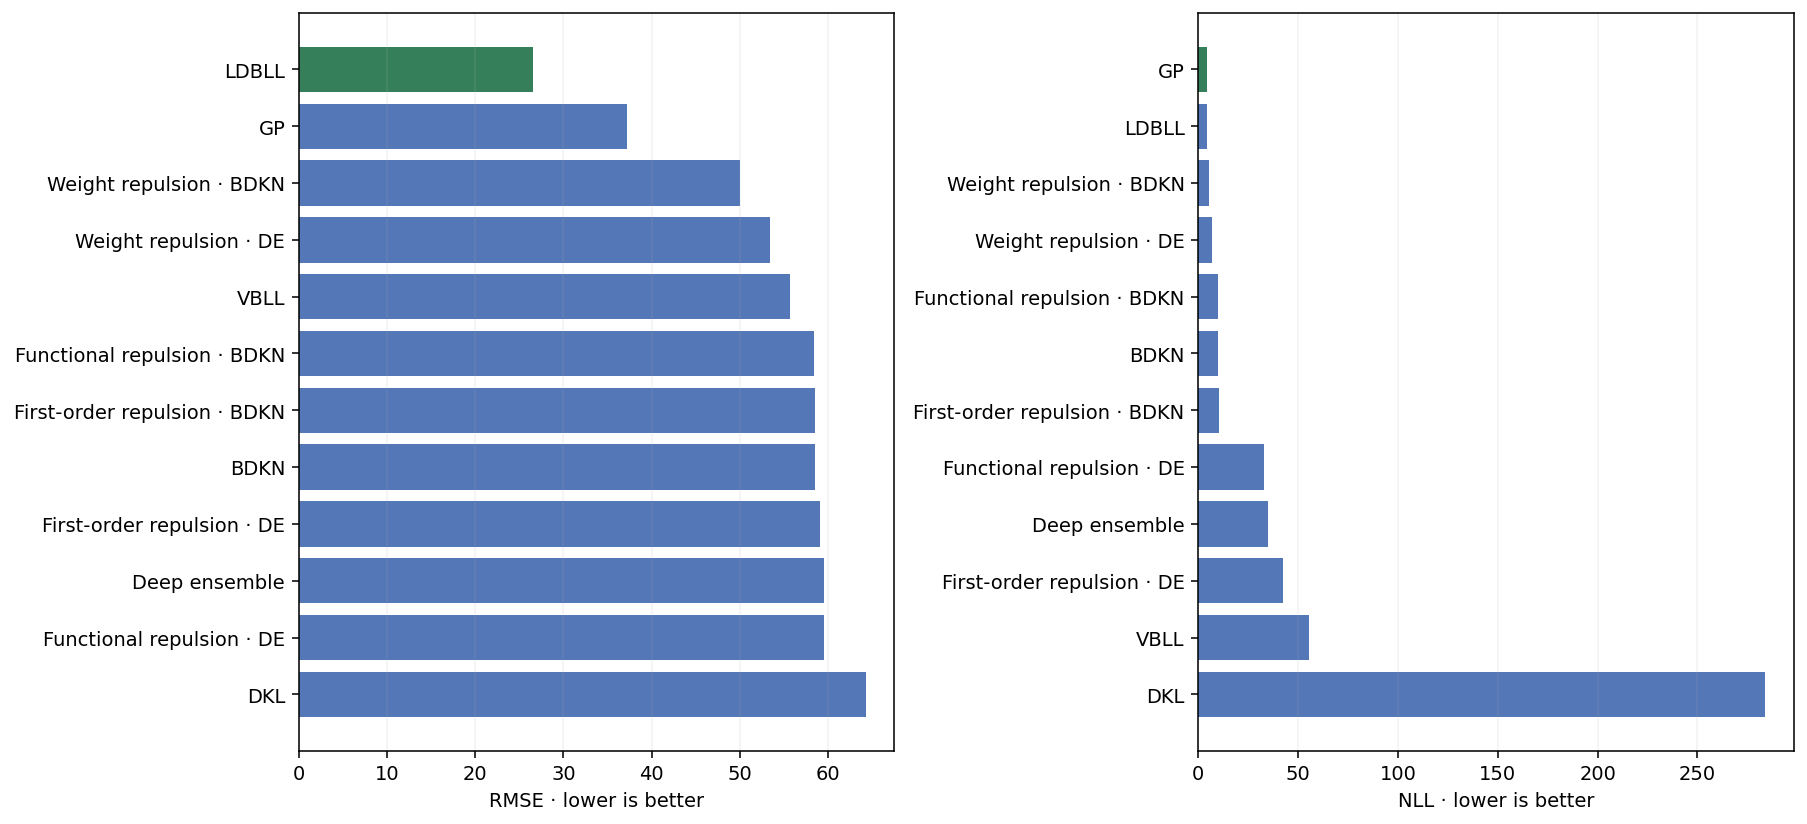 LDBLL
GP
Weight repulsion · BDKN
Weight repulsion · DE
VBLL
Functional repulsion · BDKN
First-order repulsion · BDKN
BDKN
First-order repulsion · DE
Deep ensemble
Functional repulsion · DE
DKL
0 10 20 30 40 50 60
RMSE · lower is better
GP
LDBLL
Weight repulsion · BDKN
Weight repulsion · DE
Functional repulsion · BDKN
BDKN
First-order repulsion · BDKN
Functional repulsion · DE
Deep ensemble
First-order repulsion · DE
VBLL
DKL
0 50 100 150 200 250
NLL · lower is better